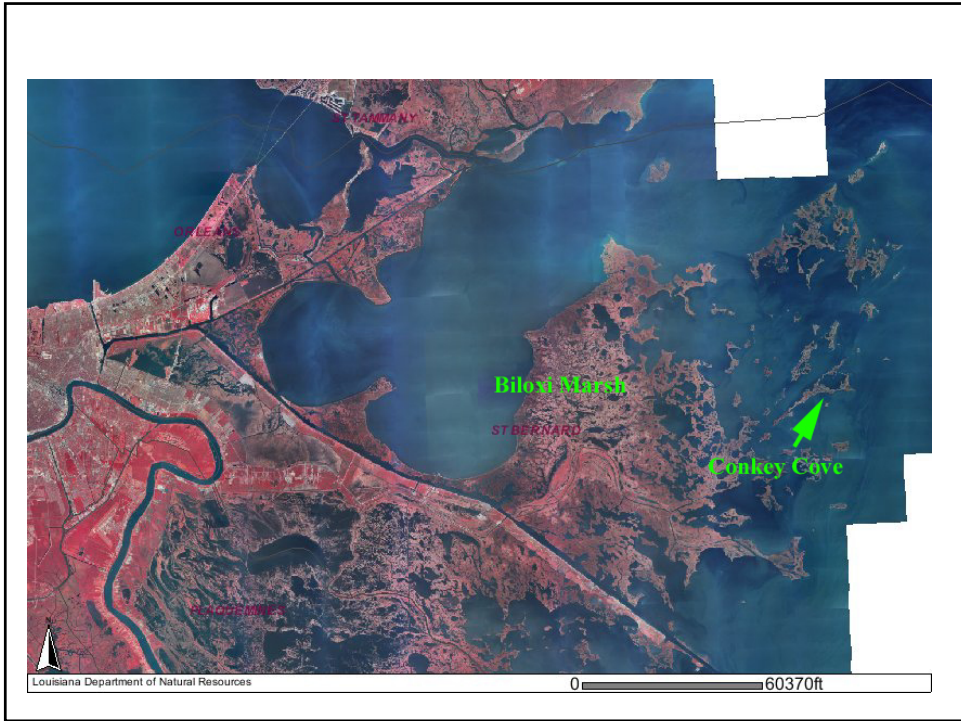 ST TAMMANY
ORLEANS
Biloxi Marsh
ST BERNARD
Conkey Cove
PLAQUEMINES
N
Louisiana Department of Natural Resources
0 60370ft